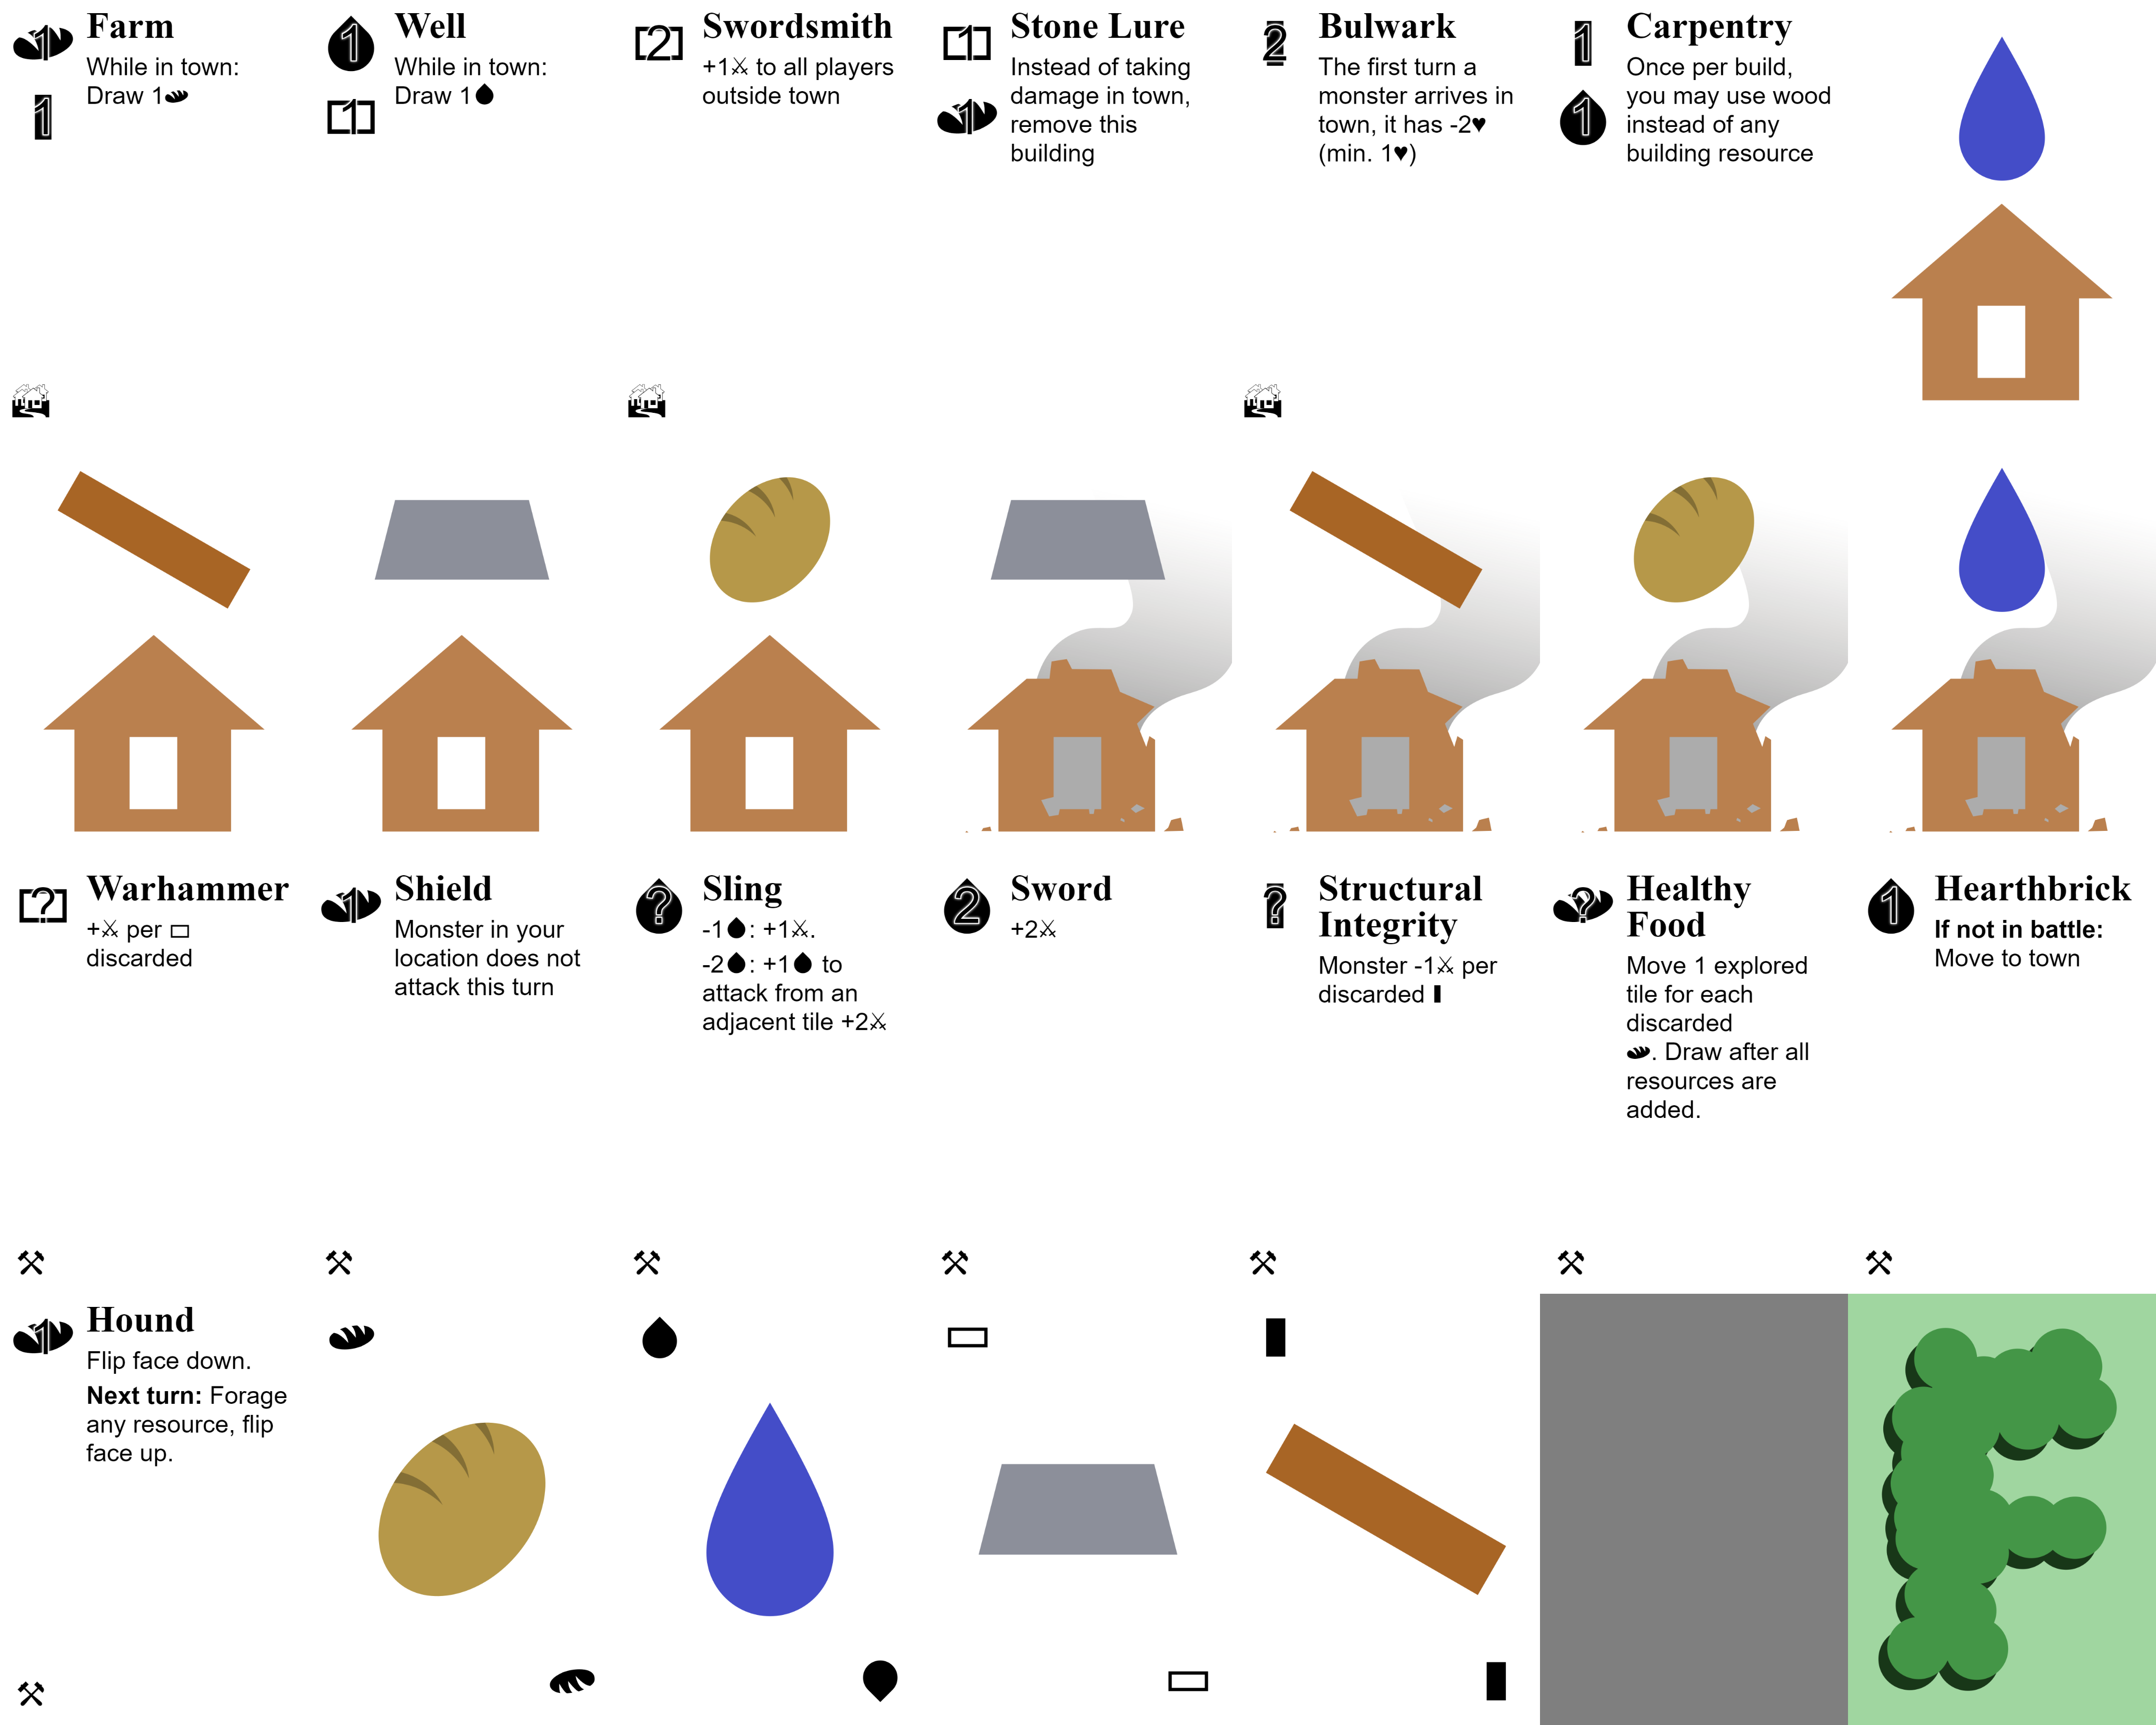 1
Farm
While in town:
Draw 1
1
1
Well
While in town:
Draw 1
1
2
Swordsmith
+1⚔ to all players
outside town
1
Stone Lure
Instead of taking
damage in town,
remove this
building
1
2
Bulwark
The first turn a
monster arrives in
town, it has -2♥
(min. 1♥)
1
Carpentry
Once per build,
you may use wood
instead of any
building resource
1
?
Warhammer
+⚔ per ▭
discarded
1
Shield
Monster in your
location does not
attack this turn
?
Sling
-1: +1⚔.
-2: +1 to
attack from an
adjacent tile +2⚔
2
Sword
+2⚔
?
Structural
Integrity
Monster -1⚔ per
discarded ▮
?
Healthy
Food
Move 1 explored
tile for each
discarded
. Draw after all
resources are
added.
1
Hearthbrick
If not in battle:
Move to town
1
Hound
Flip face down.
Next turn: Forage
any resource, flip
face up.